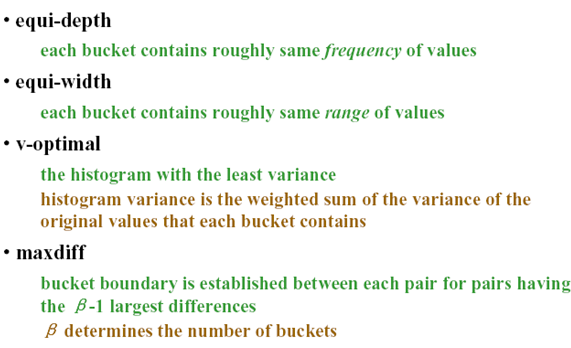 • equi-depth
each bucket contains roughly same frequency of values
• equi-width
each bucket contains roughly same range of values
• v-optimal
the histogram with the least variance
histogram variance is the weighted sum of the variance of the
original values that each bucket contains
• maxdiff
bucket boundary is established between each pair for pairs having
the β-1 largest differences
β determines the number of buckets